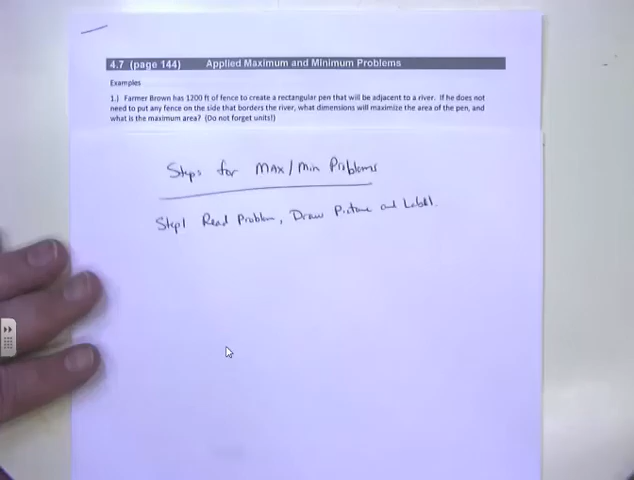 4.7 (page 144) Applied Maximum and Minimum Problems
Examples
1.) Farmer Brown has 1200 ft of fence to create a rectangular pen that will be adjacent to a river. If he does not
need to put any fence on the side that borders the river, what dimensions will maximize the area of the pen, and
what is the maximum area? (Do not forget units!)
Steps for Max/Min Problems
Step1 Read Problem, Draw Picture and Label.